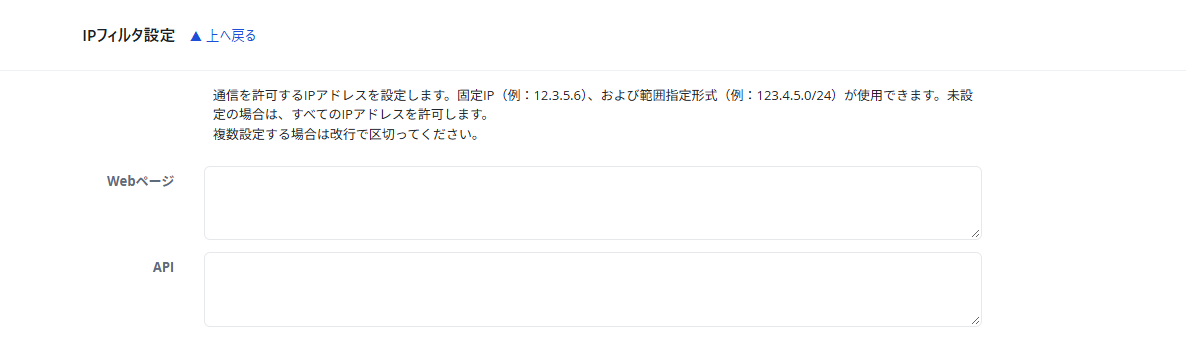 IPフィルタ設定 ▲ 上へ戻る
通信を許可するIPアドレスを設定します。固定IP（例：12.3.5.6）、および範囲指定形式（例：123.4.5.0/24）が使用できます。未設
定の場合は、すべてのIPアドレスを許可します。
複数設定する場合は改行で区切ってください。
Webページ
API